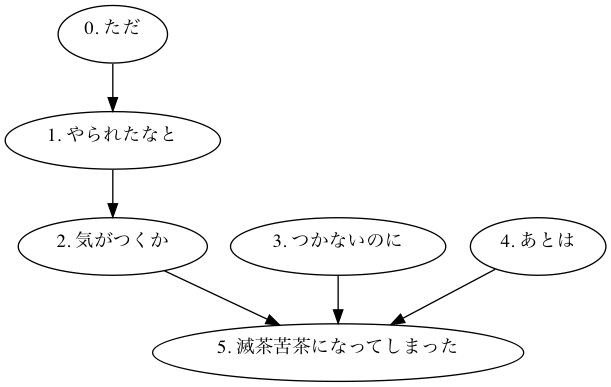 0. ただ
1. やられたなと
2. 気がつくか
3. つかないのに
4. あとは
5. 滅茶苦茶になってしまった